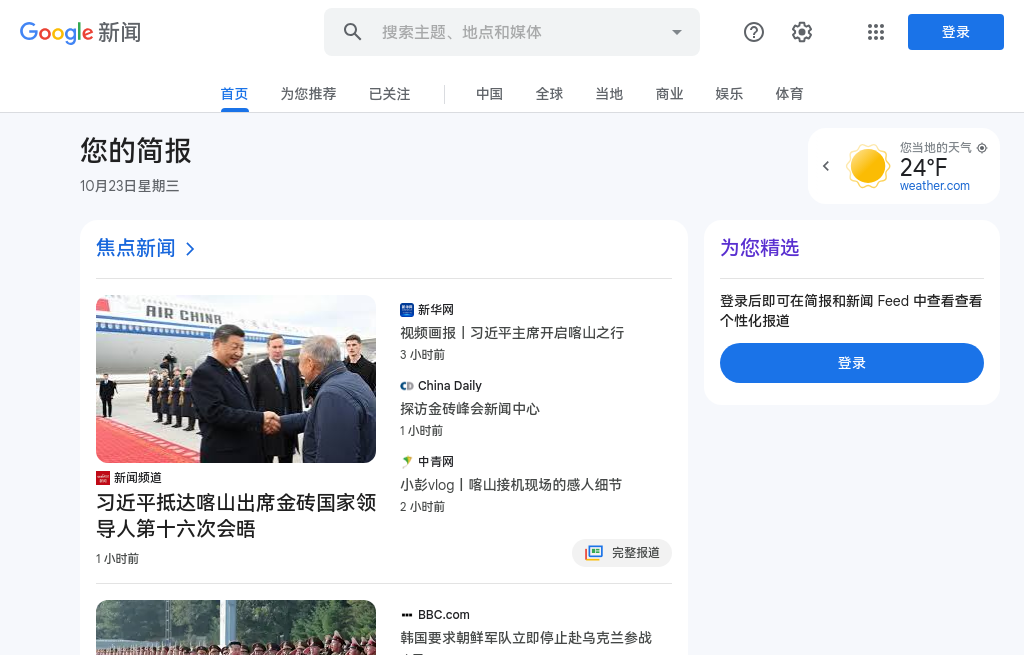 Google 新闻
搜索主题、地点和媒体
登录
首页
为您推荐
已关注
中国
全球
当地
商业
娱乐
体育
您的简报
10月23日星期三
您当地的天气
24°F
weather.com
焦点新闻
AIR CHINA
新闻频道
习近平抵达喀山出席金砖国家领
导人第十六次会晤
1 小时前
新华网
视频画报丨习近平主席开启喀山之行
3 小时前
China Daily
探访金砖峰会新闻中心
1 小时前
中青网
小彭vlog丨喀山接机现场的感人细节
2 小时前
完整报道
BBC.com
韩国要求朝鲜军队立即停止赴乌克兰参战
为您精选
登录后即可在简报和新闻 Feed 中查看查看
个性化报道
登录